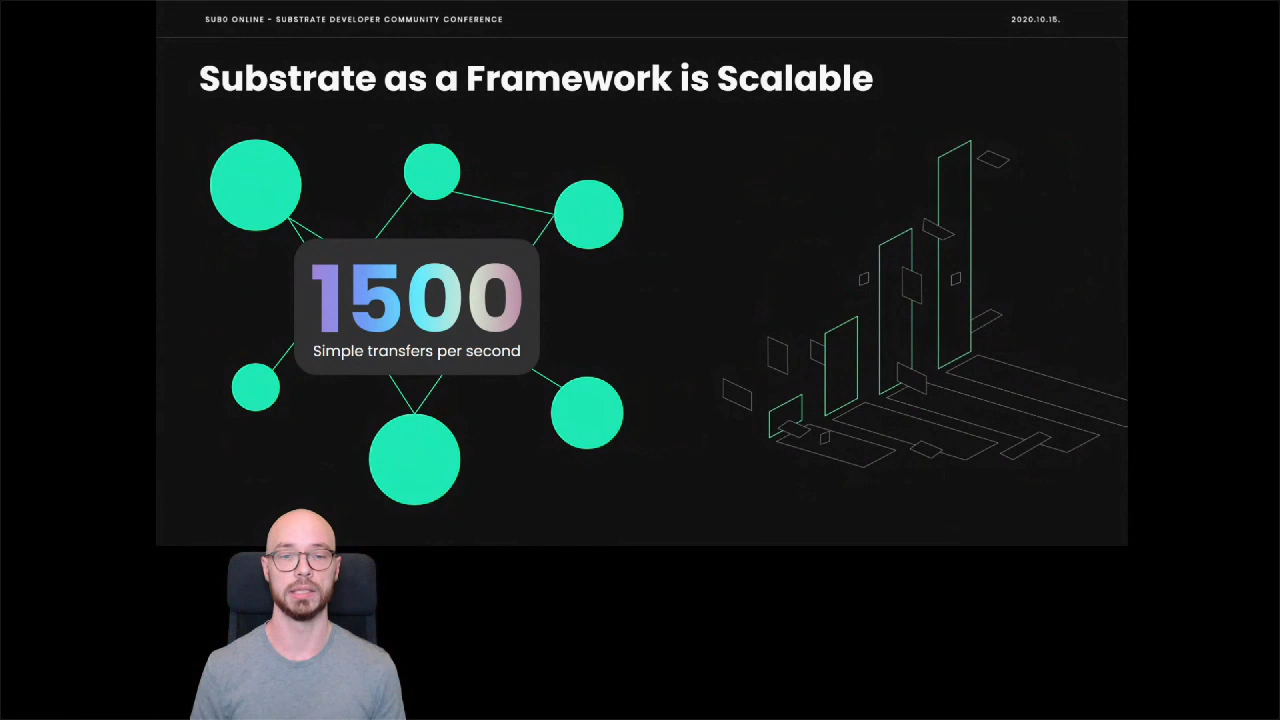 SUB0 ONLINE – SUBSTRATE DEVELOPER COMMUNITY CONFERENCE
2020.10.15.
Substrate as a Framework is Scalable
1500
Simple transfers per second